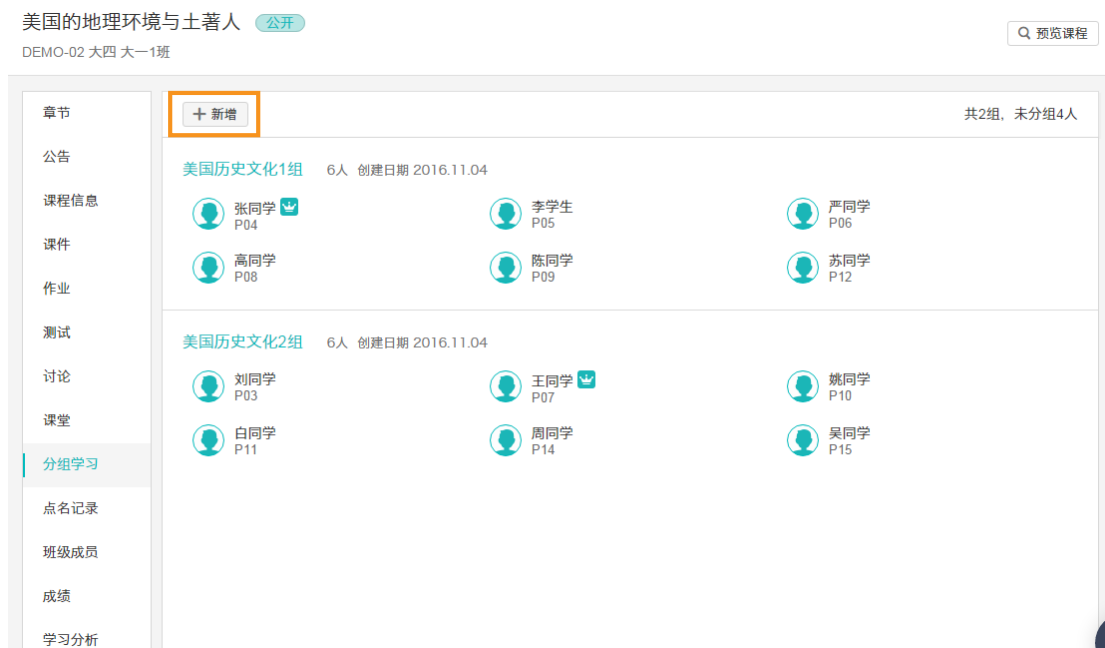 美国的地理环境与土著人 公开
DEMO-02 大四 大一1班
预览课程
章节
公告
课程信息
课件
作业
测试
讨论
课堂
分组学习
点名记录
班级成员
成绩
学习分析
新增
共2组，未分组4人
美国历史文化1组 6人 创建日期 2016.11.04
张同学 李学生 严同学
P04 P05 P06
高同学 陈同学 苏同学
P08 P09 P12
美国历史文化2组 6人 创建日期 2016.11.04
刘同学 王同学 姚同学
P03 P07 P10
白同学 周同学 吴同学
P11 P14 P15